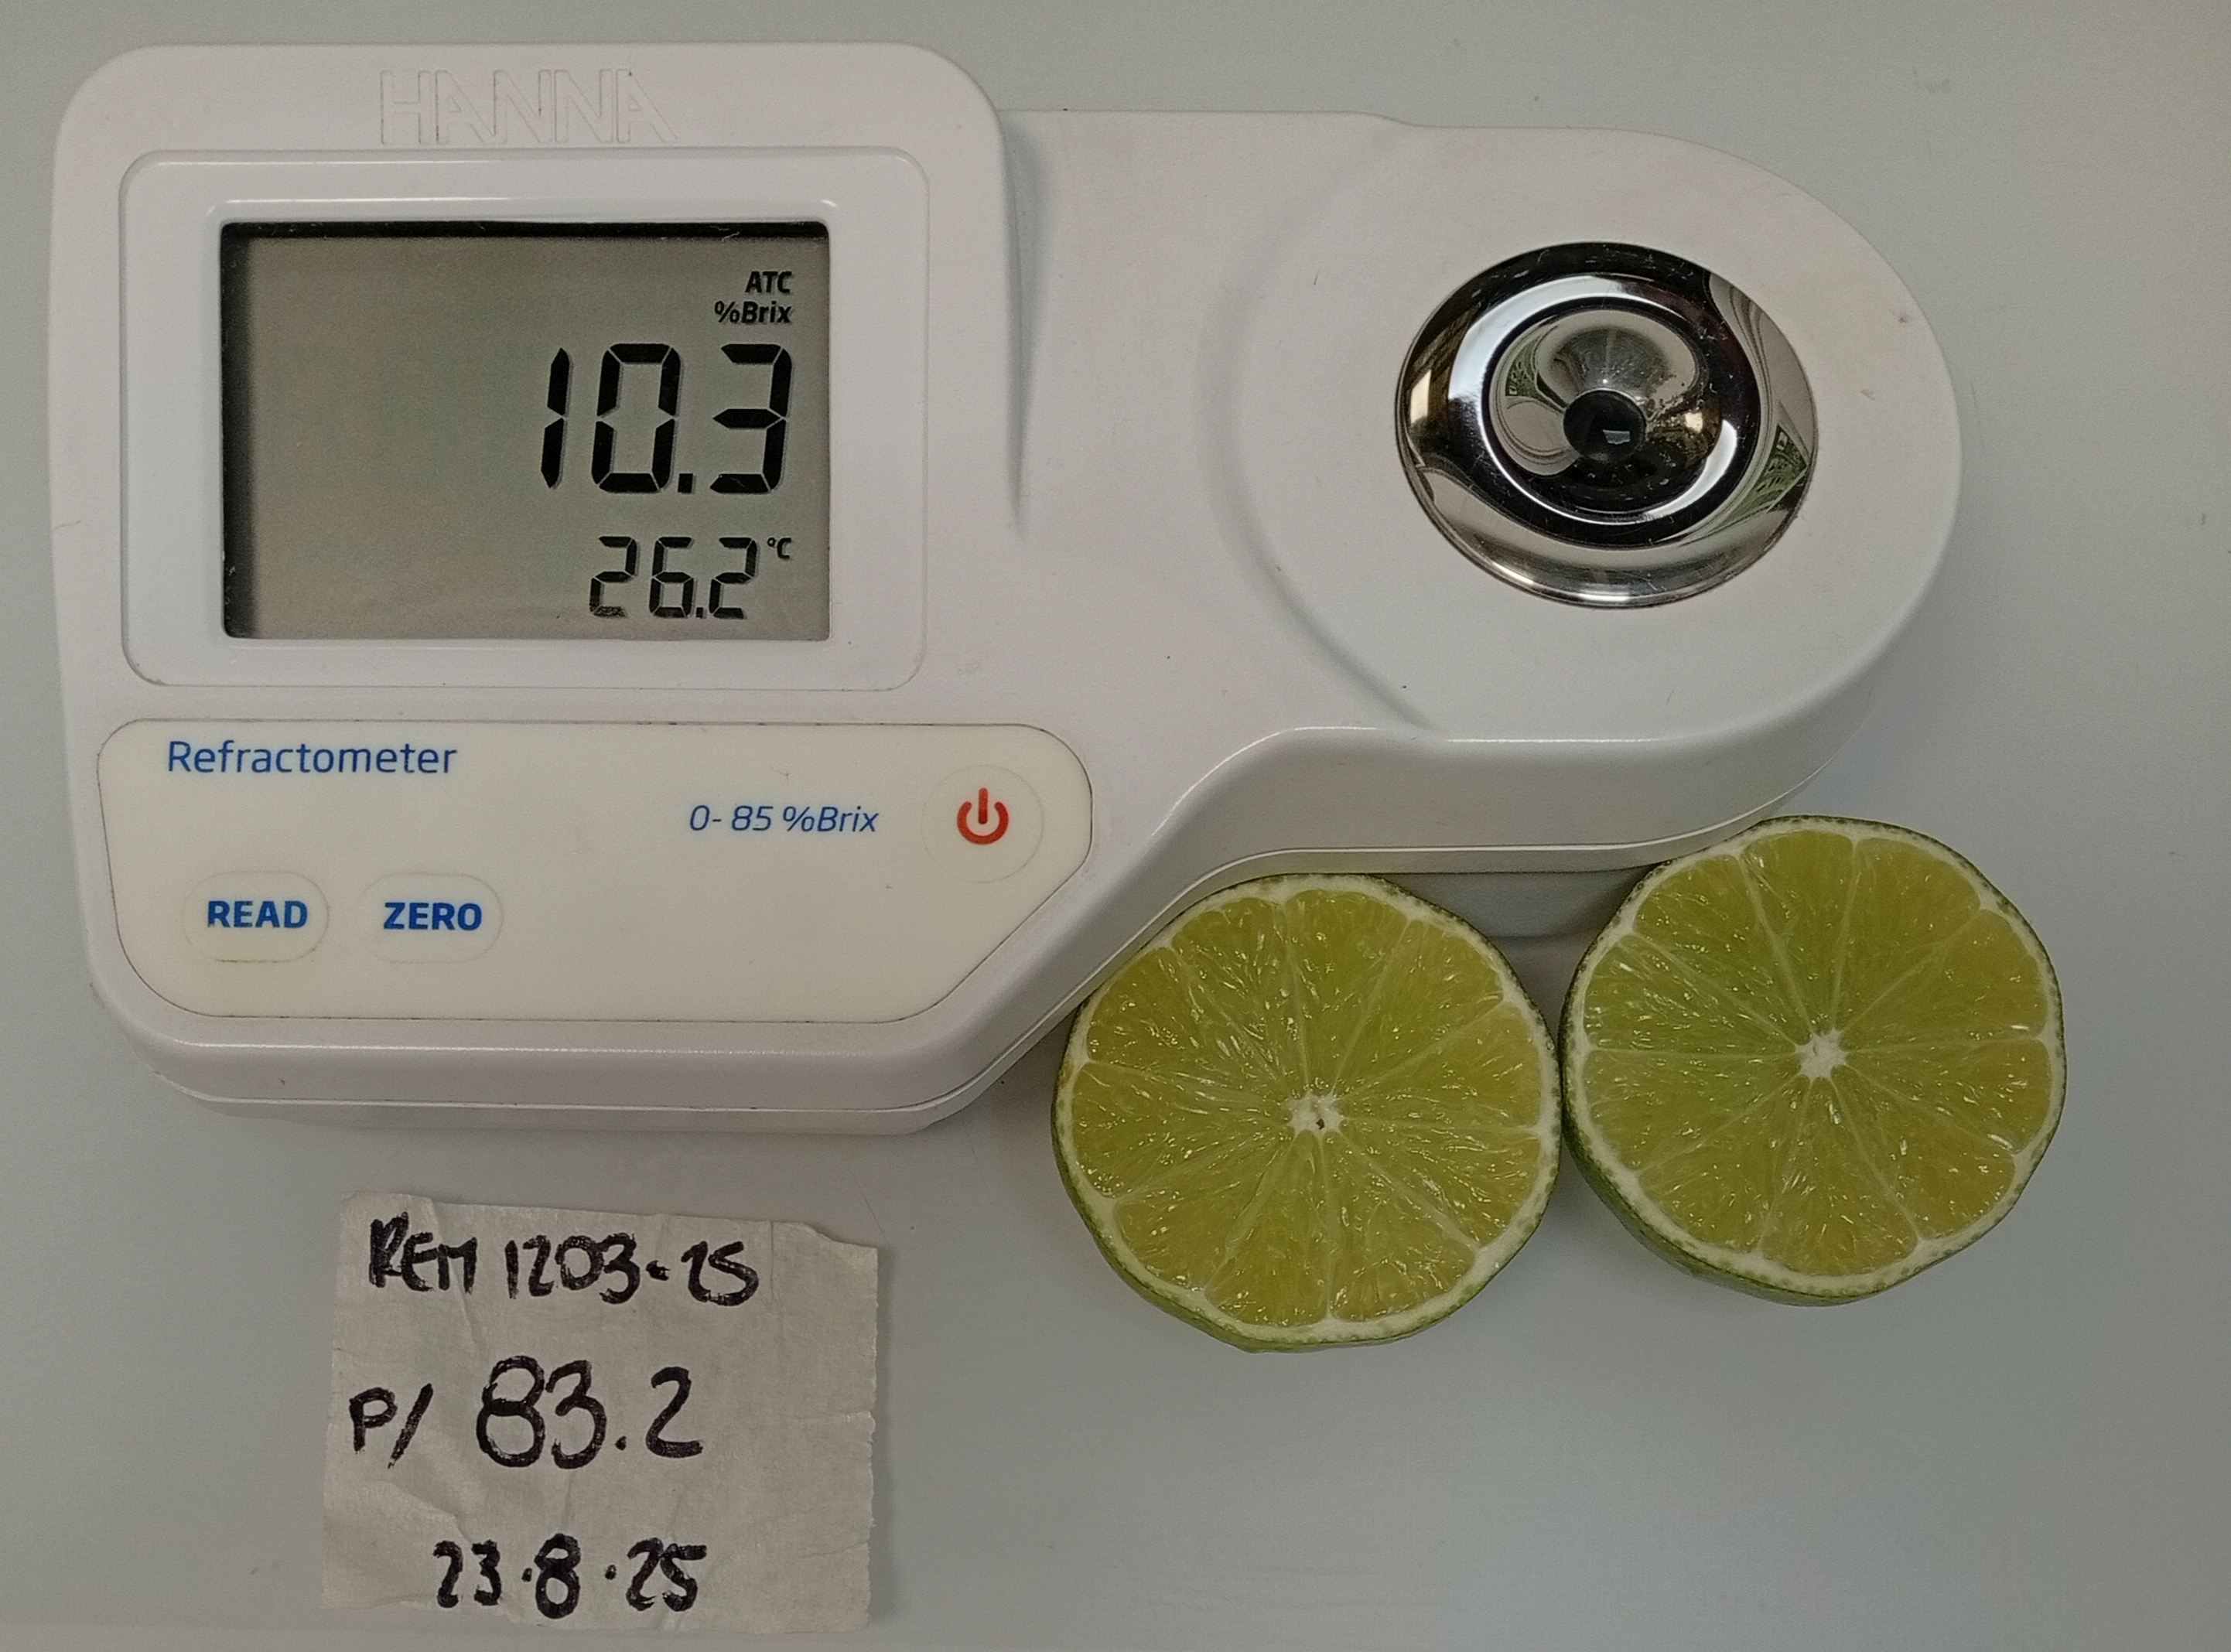 HANNA
ATC
%Brix
10.3
26.2°C
Refractometer
0-85 %Brix
READ
ZERO
REM 1203-25
P/ 83.2
23.8.25